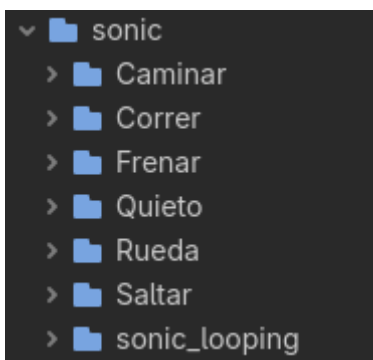 sonic
Caminar
Correr
Frenar
Quieto
Rueda
Saltar
sonic_looping